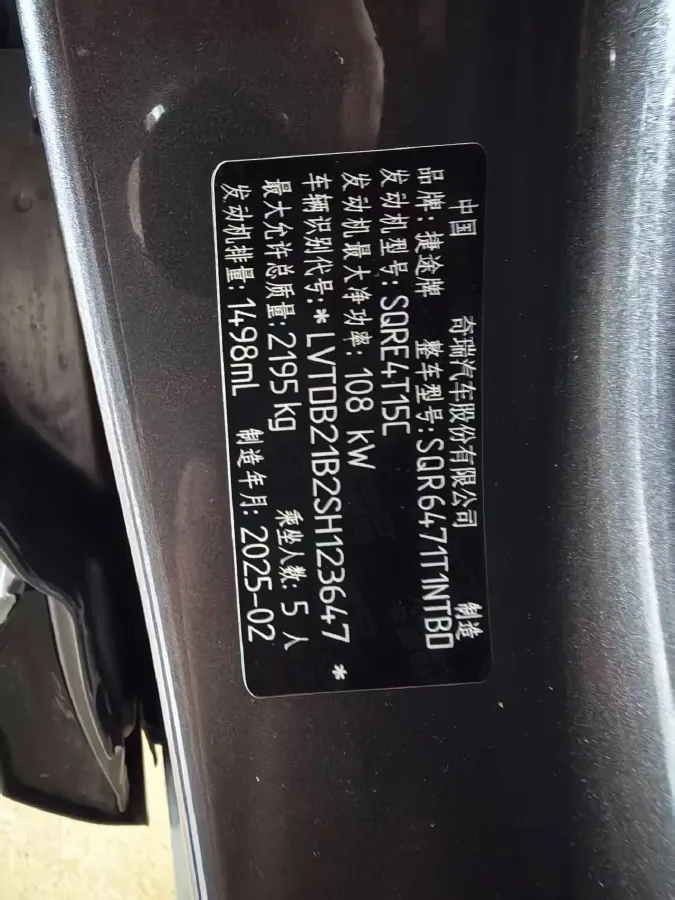 中国 奇瑞汽车股份有限公司 制造
品牌：捷途牌 整车型号：SQR6471T1NTBD
发动机型号：SQRE4T15C
发动机最大净功率：108 kW
车辆识别代号：*LVTDB21B2SH123647*
最大允许总质量：2195 kg 乘坐人数：5 人
发动机排量：1498mL 制造年月：2025-02